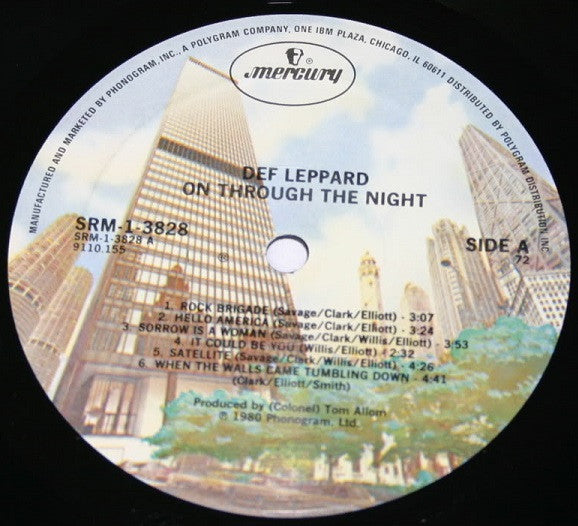 MANUFACTURED AND MARKETED BY PHONOGRAM, INC., A POLYGRAM COMPANY, ONE IBM PLAZA, CHICAGO, IL 60611 DISTRIBUTED BY POLYGRAM DISTRIBUTION, INC.
mercury ®
DEF LEPPARD
ON THROUGH THE NIGHT
SRM-1-3828
SRM-1-3828 A
9110.155
℗
SIDE A
72
1. ROCK BRIGADE (Savage/Clark/Elliott) - 3:07
2. HELLO AMERICA (Savage/Clark/Elliott) - 3:24
3. SORROW IS A WOMAN (Savage/Clark/Willis/Elliott) - 3:53
4. IT COULD BE YOU (Willis/Elliott) - 2:32
5. SATELLITE (Savage/Clark/Willis/Elliott) - 4:26
6. WHEN THE WALLS CAME TUMBLING DOWN - 4:41
(Clark/Elliott/Smith)
Produced by (Colonel) Tom Allom
℗ 1980 Phonogram, Ltd.